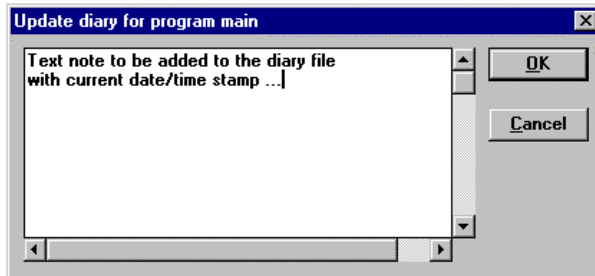 Update diary for program main
Text note to be added to the diary file
with current date/time stamp ...
OK
Cancel